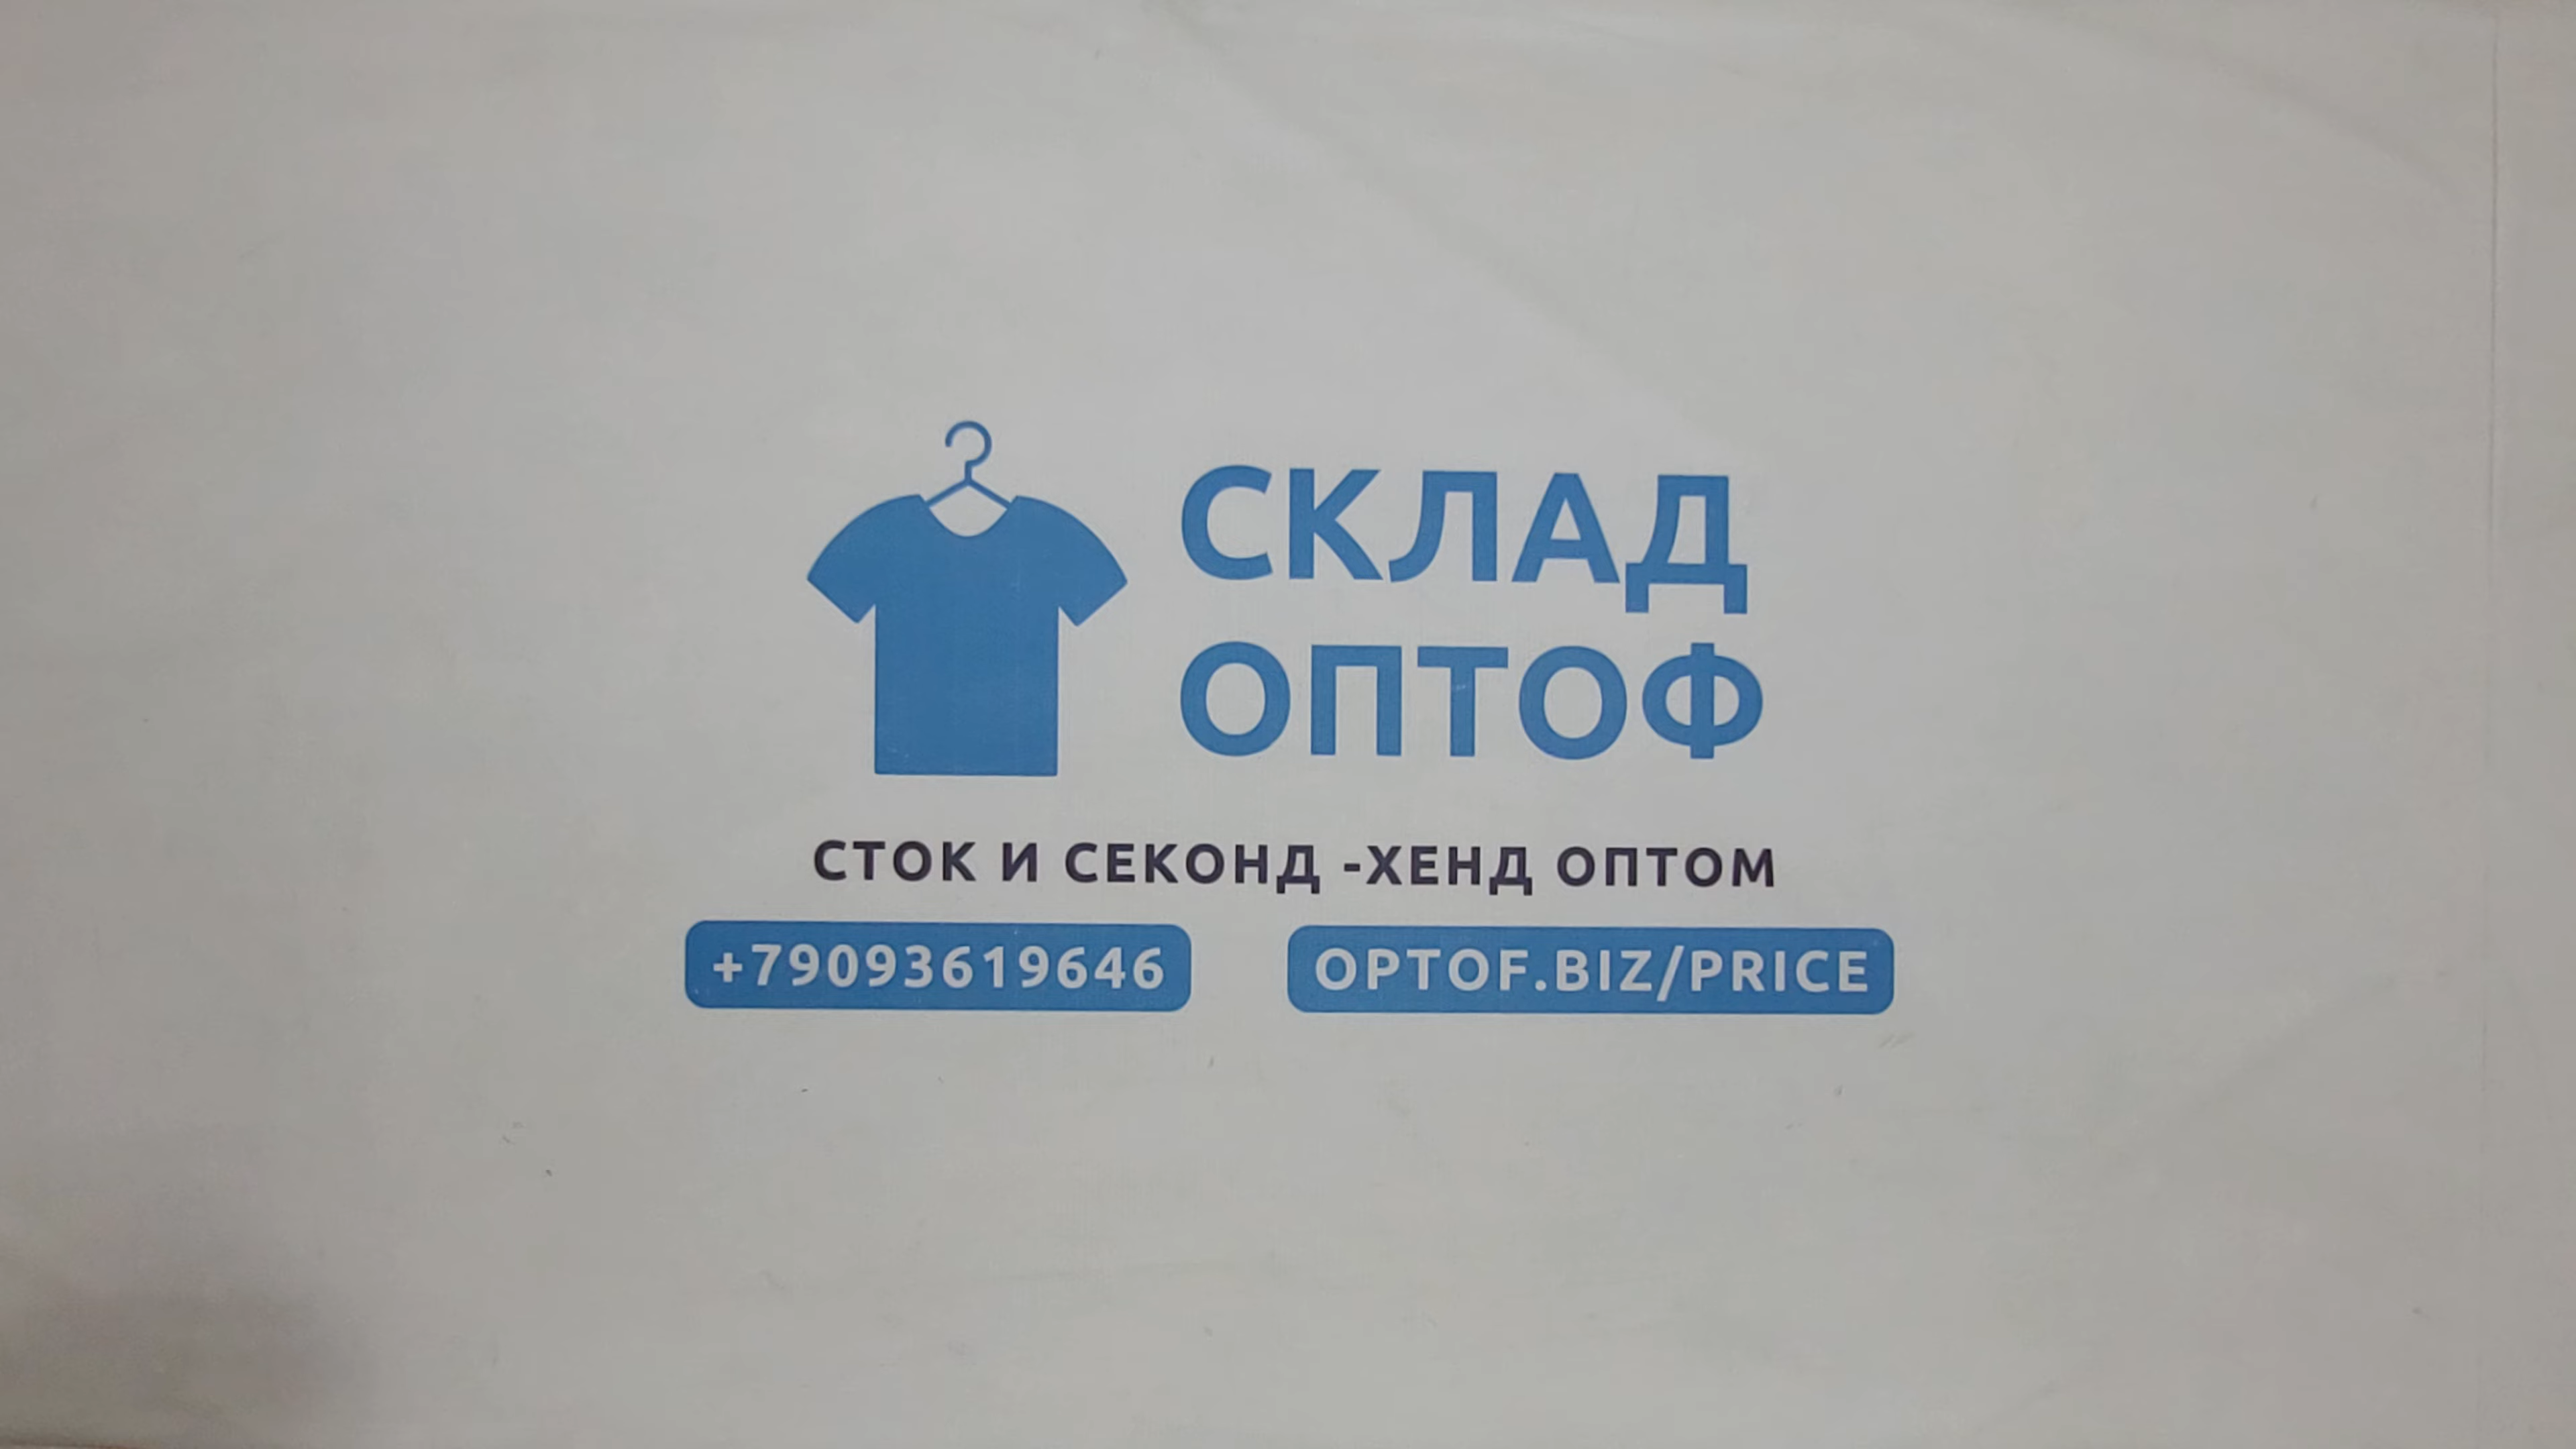 СКЛАД
ОПТОФ
СТОК И СЕКОНД -ХЕНД ОПТОМ
+79093619646
OPTOF.BIZ/PRICE